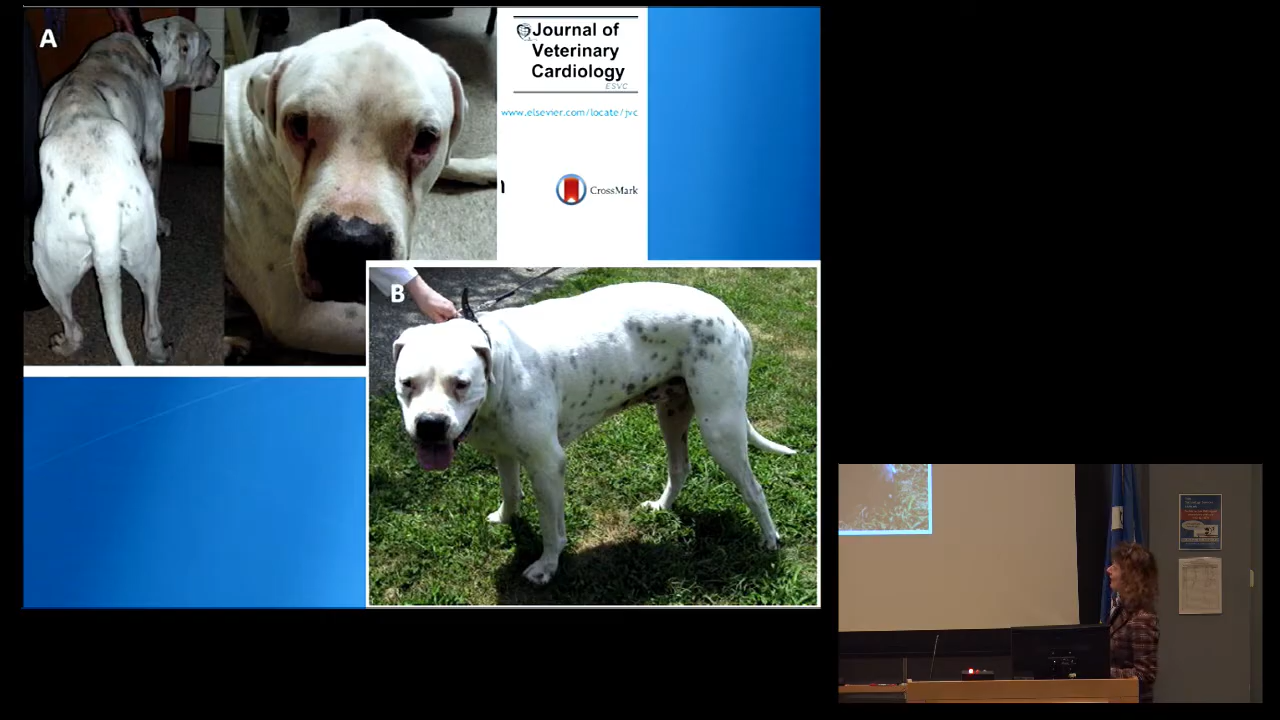 A
Journal of
Veterinary
Cardiology
ESVC
www.elsevier.com/locate/jvc
CrossMark
B